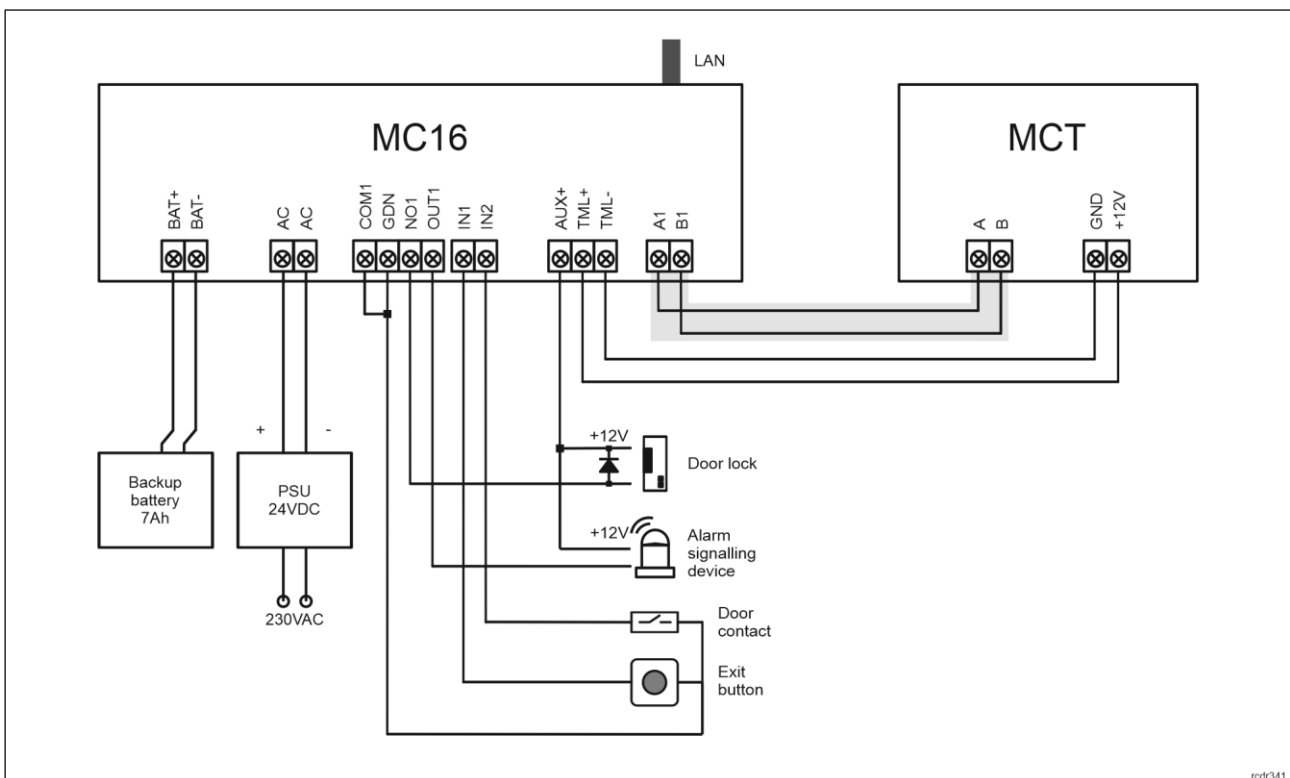 LAN
MC16
MCT
BAT+
BAT-
AC
AC
COM1
GDN
NO1
OUT1
IN1
IN2
AUX+
TML+
TML-
A1
B1
A
B
GND
+12V
+ -
Backup
battery
7Ah
PSU
24VDC
230VAC
+12V
Door lock
+12V
Alarm
signalling
device
Door
contact
Exit
button
rcdr341